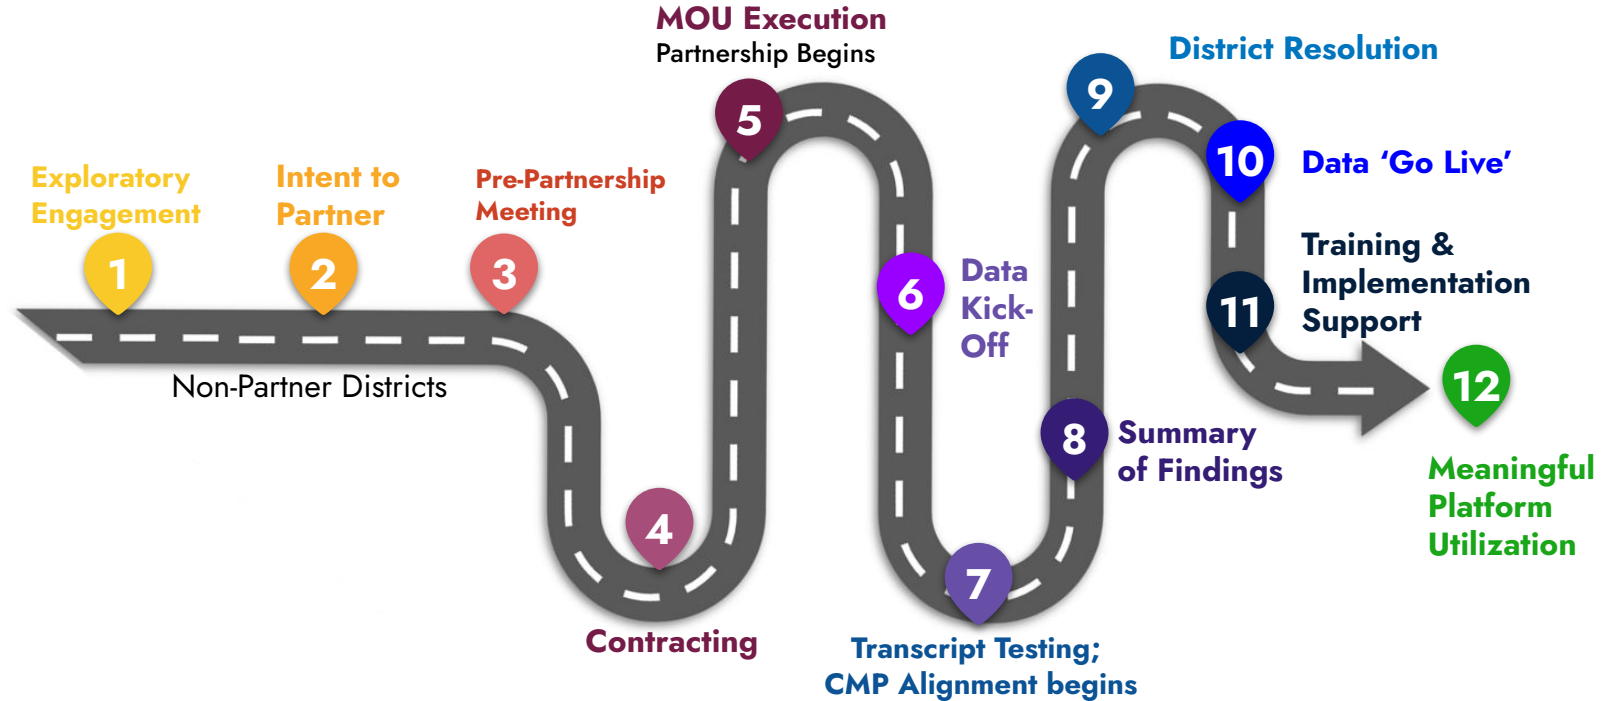 Exploratory
Engagement
1
Intent to
Partner
2
Pre-Partnership
Meeting
3
Non-Partner Districts
4
Contracting
MOU Execution
Partnership Begins
5
6
Data
Kick-
Off
7
Transcript Testing;
CMP Alignment begins
8
Summary
of Findings
9
District Resolution
10
Data ‘Go Live’
11
Training &
Implementation
Support
12
Meaningful
Platform
Utilization